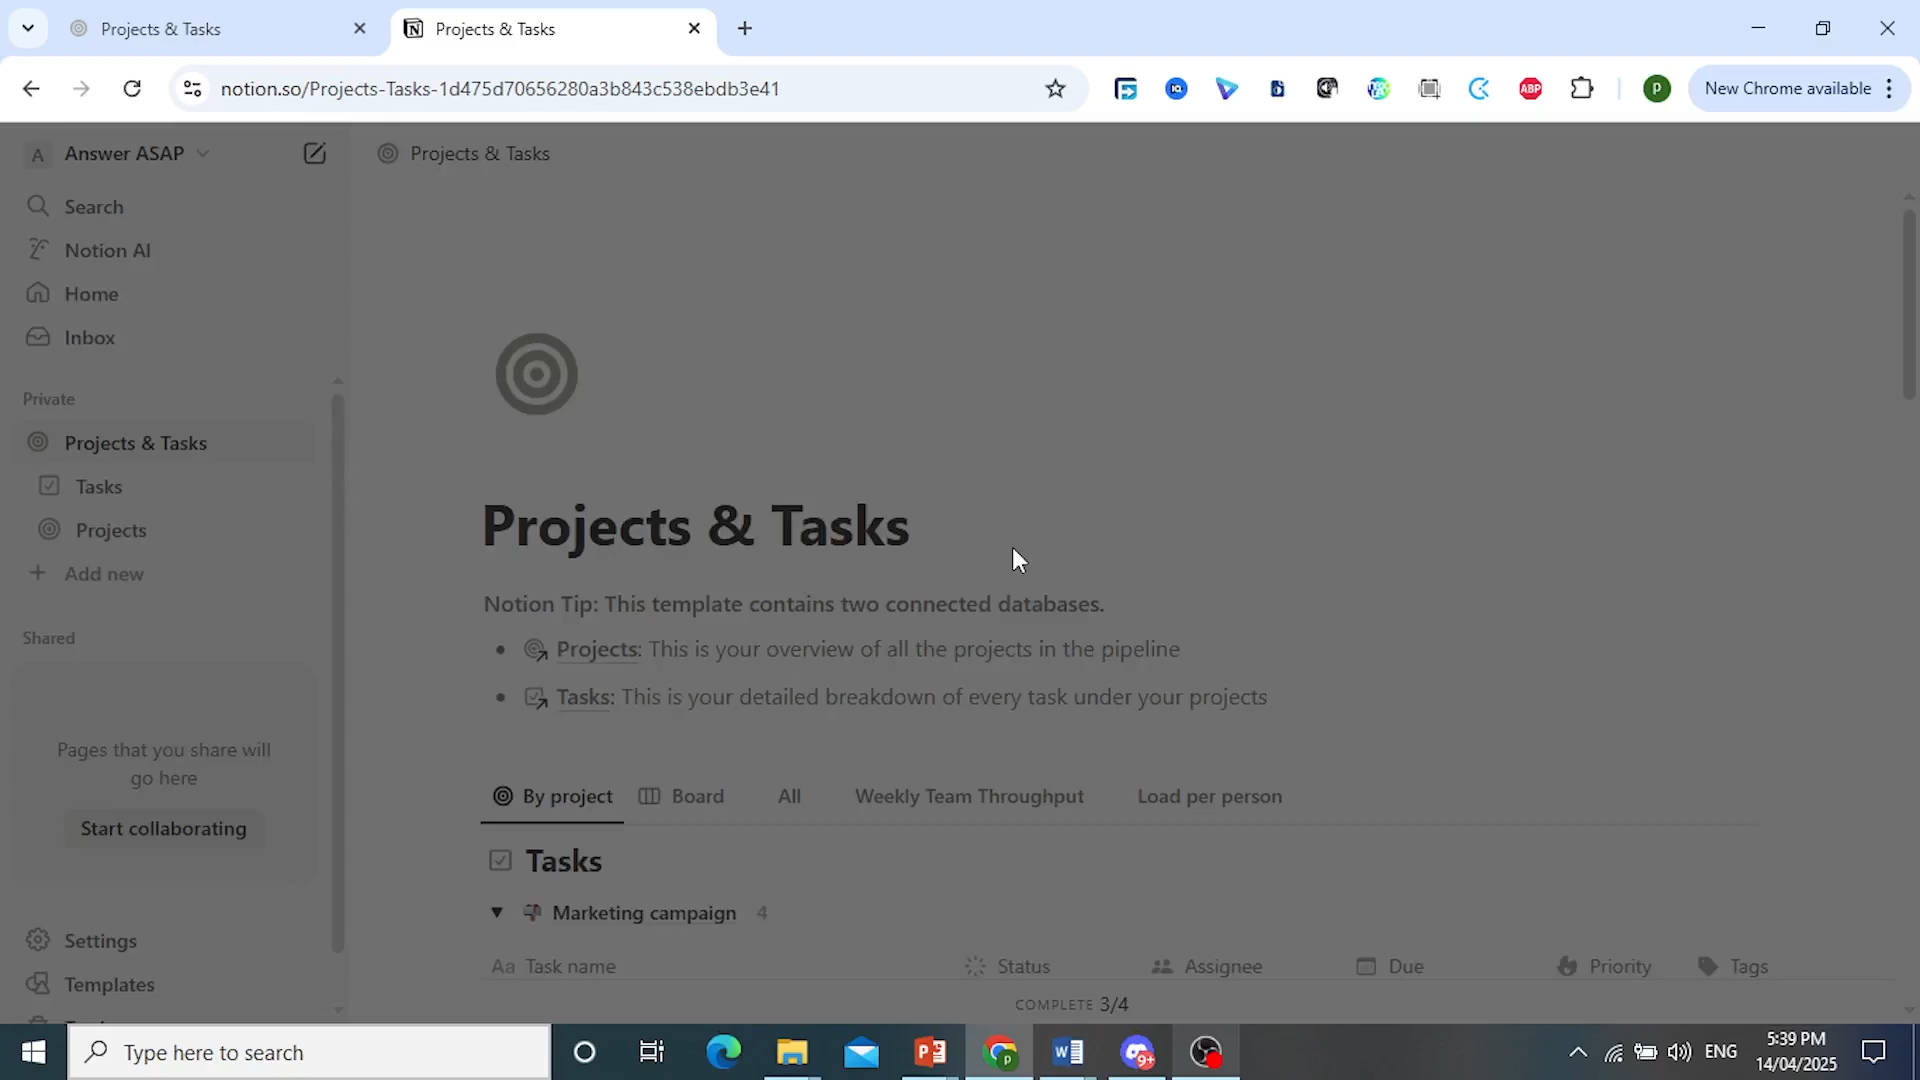 Projects & Tasks
Projects & Tasks
notion.so/Projects-Tasks-1d475d70656280a3b843c538ebdb3e41
ABP
P
New Chrome available
A Answer ASAP
Projects & Tasks
Search
Notion AI
Home
Inbox
Private
Projects & Tasks
Tasks
Projects
Add new
Shared
Pages that you share will
go here
Start collaborating
Settings
Templates
Projects & Tasks
Notion Tip: This template contains two connected databases.
Projects: This is your overview of all the projects in the pipeline
Tasks: This is your detailed breakdown of every task under your projects
By project Board All Weekly Team Throughput Load per person
Tasks
Marketing campaign 4
Aa Task name Status Assignee Due Priority Tags
COMPLETE 3/4
Type here to search
9+
ENG
5:39 PM
14/04/2025